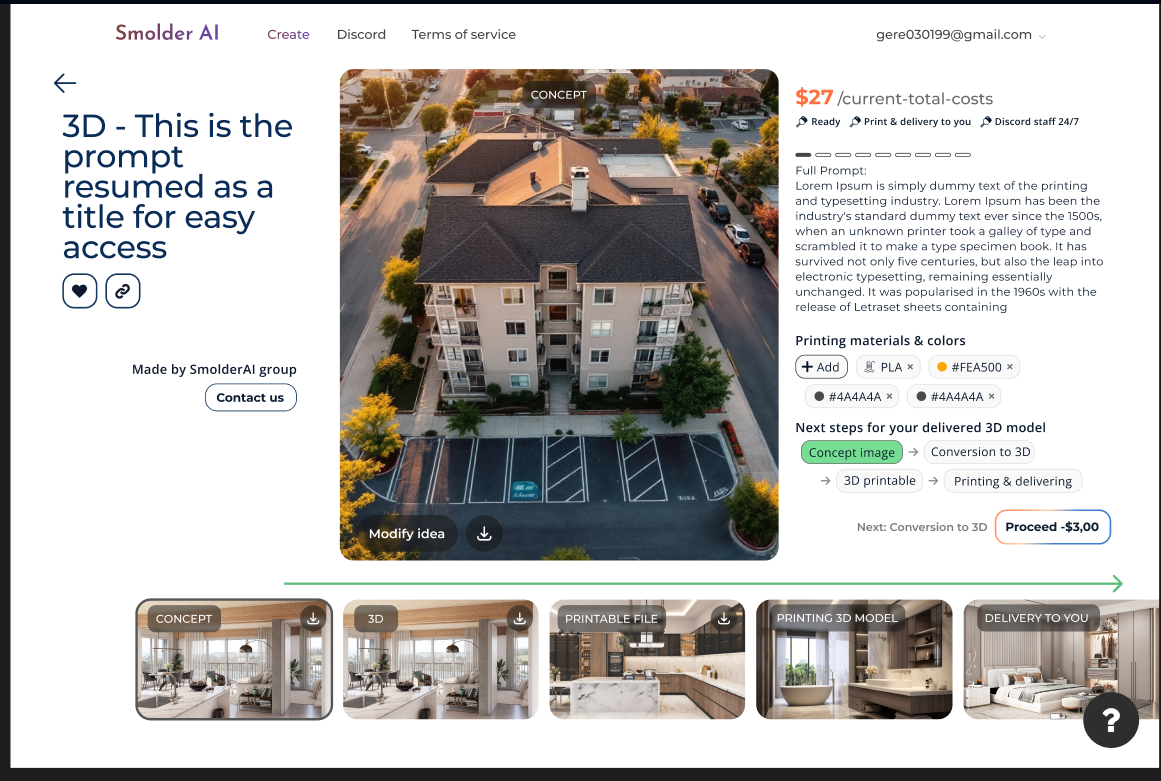 Smolder AI
Create
Discord
Terms of service
gere030199@gmail.com
3D - This is the
prompt
resumed as a
title for easy
access
Made by SmolderAI group
Contact us
CONCEPT
Modify idea
$27 /current-total-costs
Ready
Print & delivery to you
Discord staff 24/7
Full Prompt:
Lorem Ipsum is simply dummy text of the printing
and typesetting industry. Lorem Ipsum has been the
industry's standard dummy text ever since the 1500s,
when an unknown printer took a galley of type and
scrambled it to make a type specimen book. It has
survived not only five centuries, but also the leap into
electronic typesetting, remaining essentially
unchanged. It was popularised in the 1960s with the
release of Letraset sheets containing
Printing materials & colors
+ Add
PLA ×
#FEA500 ×
#4A4A4A ×
#4A4A4A ×
Next steps for your delivered 3D model
Concept image → Conversion to 3D
→ 3D printable → Printing & delivering
Next: Conversion to 3D
Proceed -$3,00
CONCEPT
3D
PRINTABLE FILE
PRINTING 3D MODEL
DELIVERY TO YOU
?